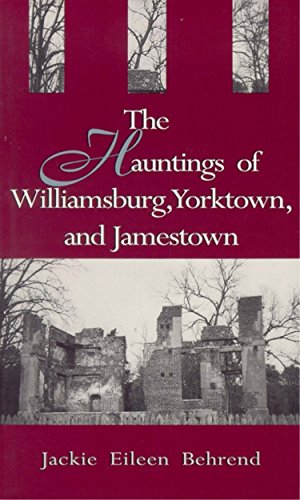 The
Hauntings of
Williamsburg, Yorktown,
and Jamestown
Jackie Eileen Behrend